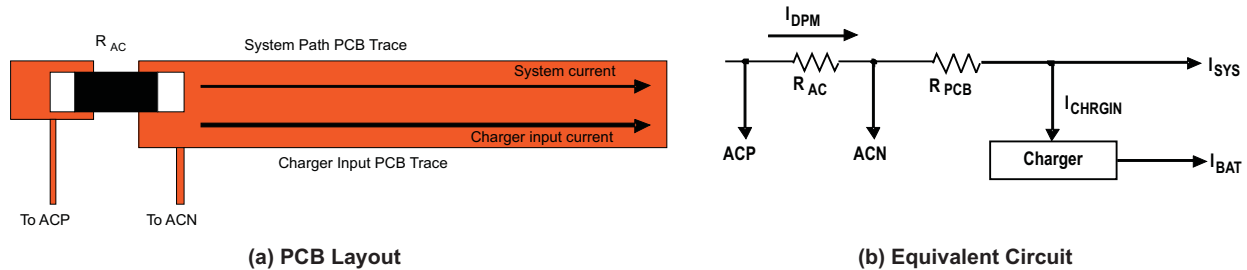 R AC
System Path PCB Trace
System current
Charger input current
Charger Input PCB Trace
To ACP
To ACN
(a) PCB Layout
I DPM
R AC
R PCB
I SYS
I CHRGIN
ACP
ACN
Charger
I BAT
(b) Equivalent Circuit